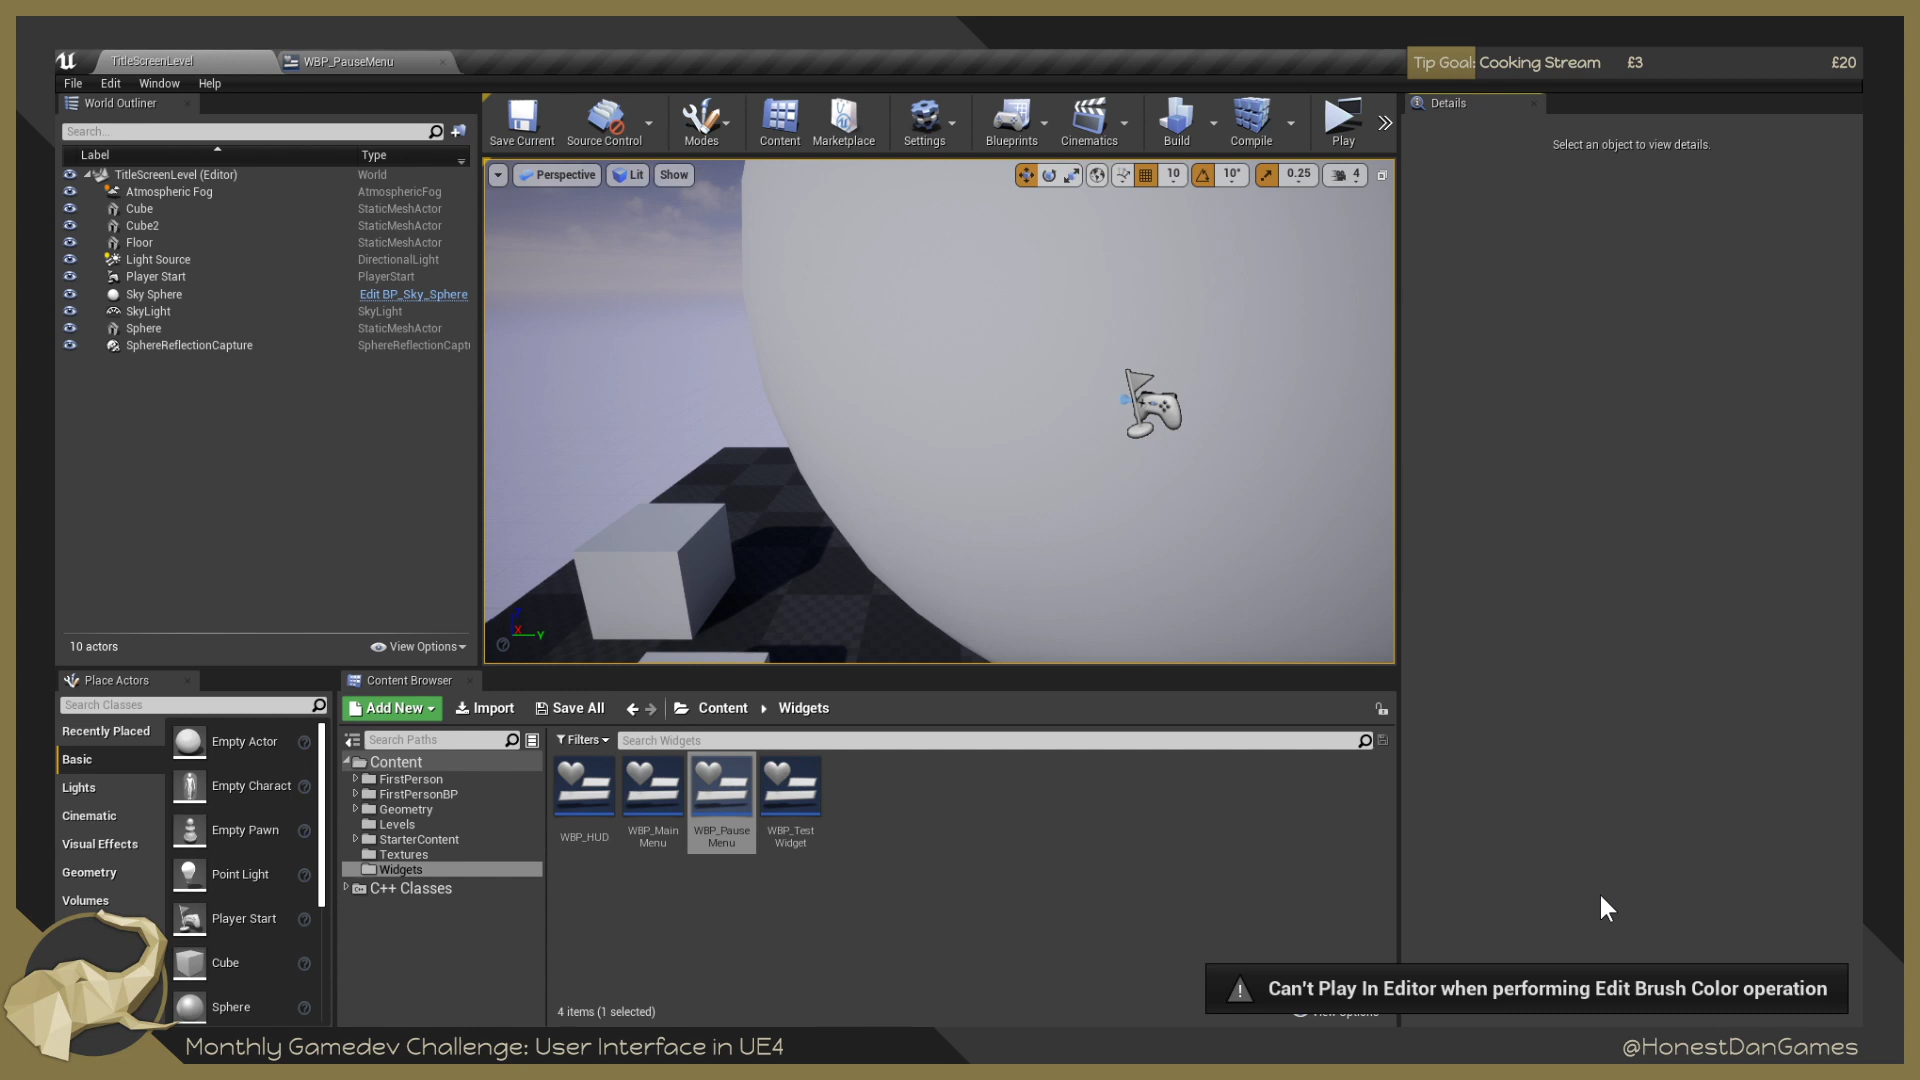 TitleScreenLevel
WBP_PauseMenu
Tip Goal: Cooking Stream £3 £20
File Edit Window Help
World Outliner
Search...
Label Type
TitleScreenLevel (Editor) World
Atmospheric Fog AtmosphericFog
Cube StaticMeshActor
Cube2 StaticMeshActor
Floor StaticMeshActor
Light Source DirectionalLight
Player Start PlayerStart
Sky Sphere Edit BP_Sky_Sphere
SkyLight SkyLight
Sphere StaticMeshActor
SphereReflectionCapture SphereReflectionCaptu
10 actors View Options
Save Current Source Control Modes Content Marketplace Settings Blueprints Cinematics Build Compile Play
Perspective Lit Show 10 10° 0.25 4
X Y
Details
Select an object to view details.
Place Actors
Search Classes
Recently Placed
Basic
Lights
Cinematic
Visual Effects
Geometry
Volumes
Empty Actor
Empty Charact
Empty Pawn
Point Light
Player Start
Cube
Sphere
Content Browser
Add New Import Save All Content Widgets
Search Paths
Filters Search Widgets
Content
FirstPerson
FirstPersonBP
Geometry
Levels
StarterContent
Textures
Widgets
C++ Classes
WBP_HUD
WBP_Main
Menu
WBP_Pause
Menu
WBP_Test
Widget
4 items (1 selected)
Can't Play In Editor when performing Edit Brush Color operation
Monthly Gamedev Challenge: User Interface in UE4
@HonestDanGames